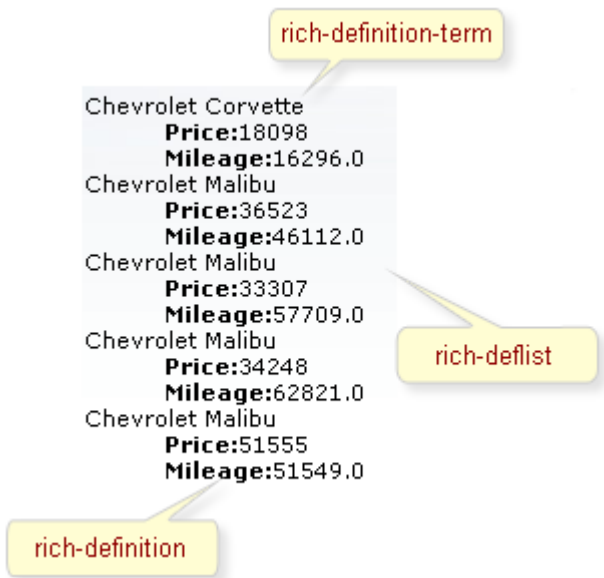 rich-definition-term
Chevrolet Corvette
Price:18098
Mileage:16296.0
Chevrolet Malibu
Price:36523
Mileage:46112.0
Chevrolet Malibu
Price:33307
Mileage:57709.0
Chevrolet Malibu
Price:34248
Mileage:62821.0
Chevrolet Malibu
Price:51555
Mileage:51549.0
rich-deflist
rich-definition